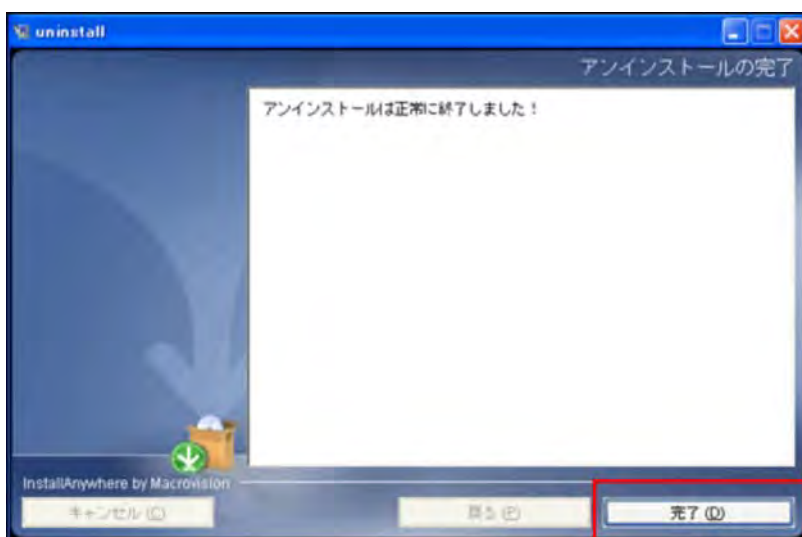 uninstall
アンインストールの完了
アンインストールは正常に終了しました！
InstallAnywhere by Macrovision
キャンセル (C)
戻る (P)
完了 (D)